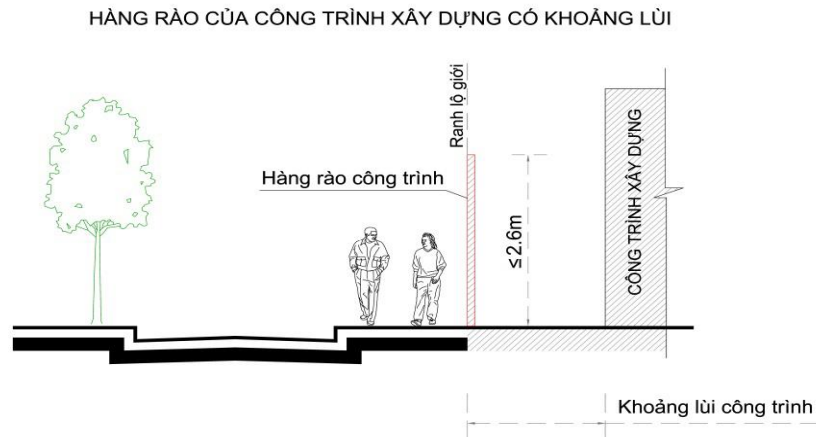 HÀNG RÀO CỦA CÔNG TRÌNH XÂY DỰNG CÓ KHOẢNG LÙI
Ranh lộ giới
Hàng rào công trình
≤2.6m
CÔNG TRÌNH XÂY DỰNG
Khoảng lùi công trình